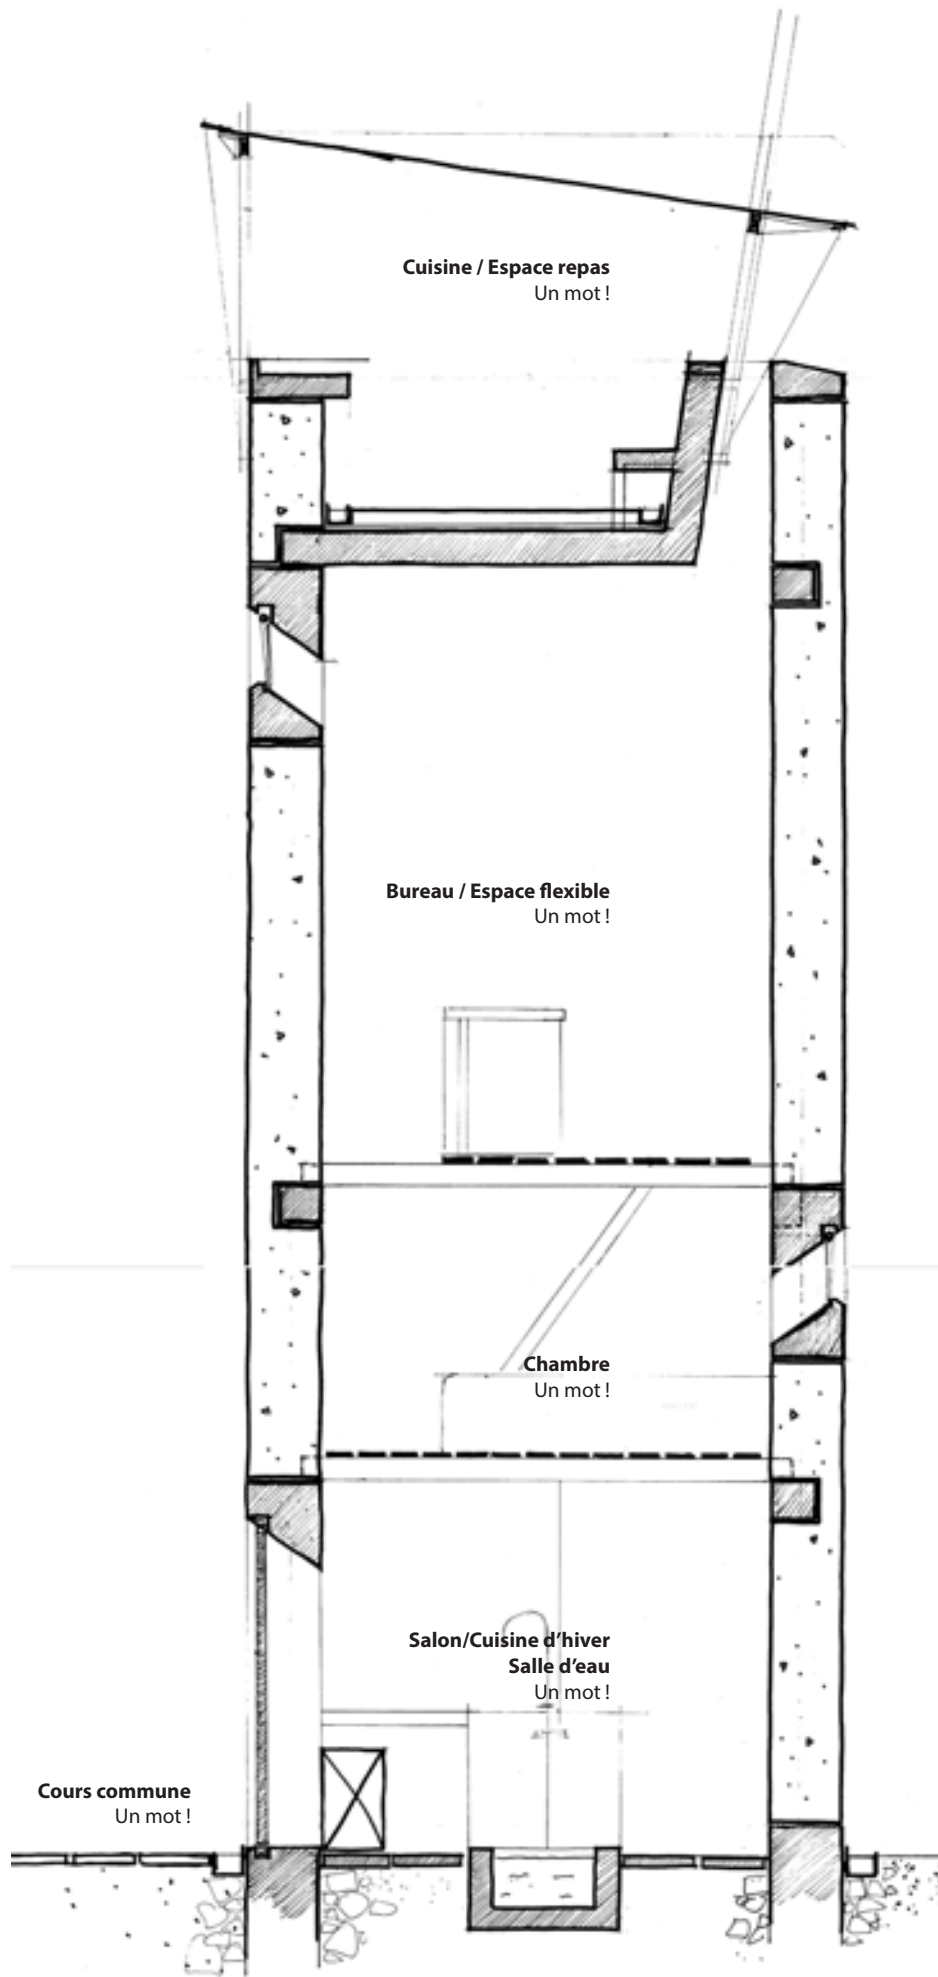 Cuisine / Espace repas
Un mot !
Bureau / Espace flexible
Un mot !
Chambre
Un mot !
Salon/Cuisine d’hiver
Salle d’eau
Un mot !
Cours commune
Un mot !